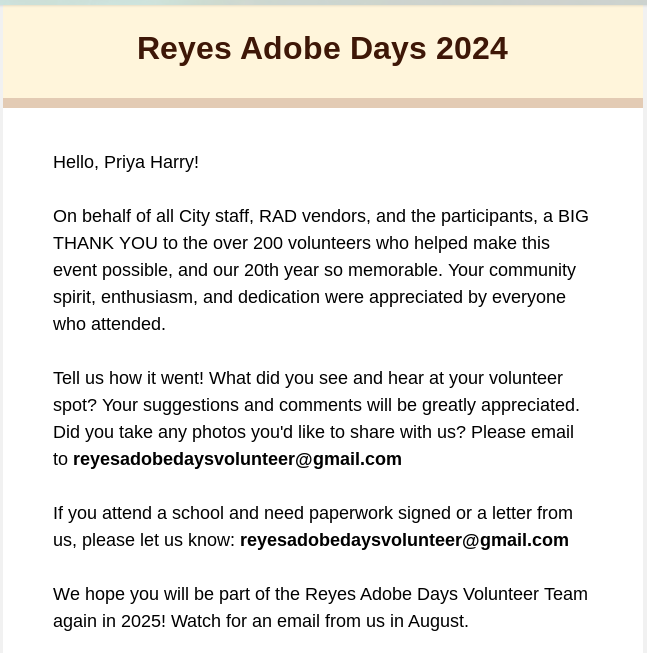 Reyes Adobe Days 2024
Hello, Priya Harry!
On behalf of all City staff, RAD vendors, and the participants, a BIG
THANK YOU to the over 200 volunteers who helped make this
event possible, and our 20th year so memorable. Your community
spirit, enthusiasm, and dedication were appreciated by everyone
who attended.
Tell us how it went! What did you see and hear at your volunteer
spot? Your suggestions and comments will be greatly appreciated.
Did you take any photos you'd like to share with us? Please email
to reyesadobedaysvolunteer@gmail.com
If you attend a school and need paperwork signed or a letter from
us, please let us know: reyesadobedaysvolunteer@gmail.com
We hope you will be part of the Reyes Adobe Days Volunteer Team
again in 2025! Watch for an email from us in August.